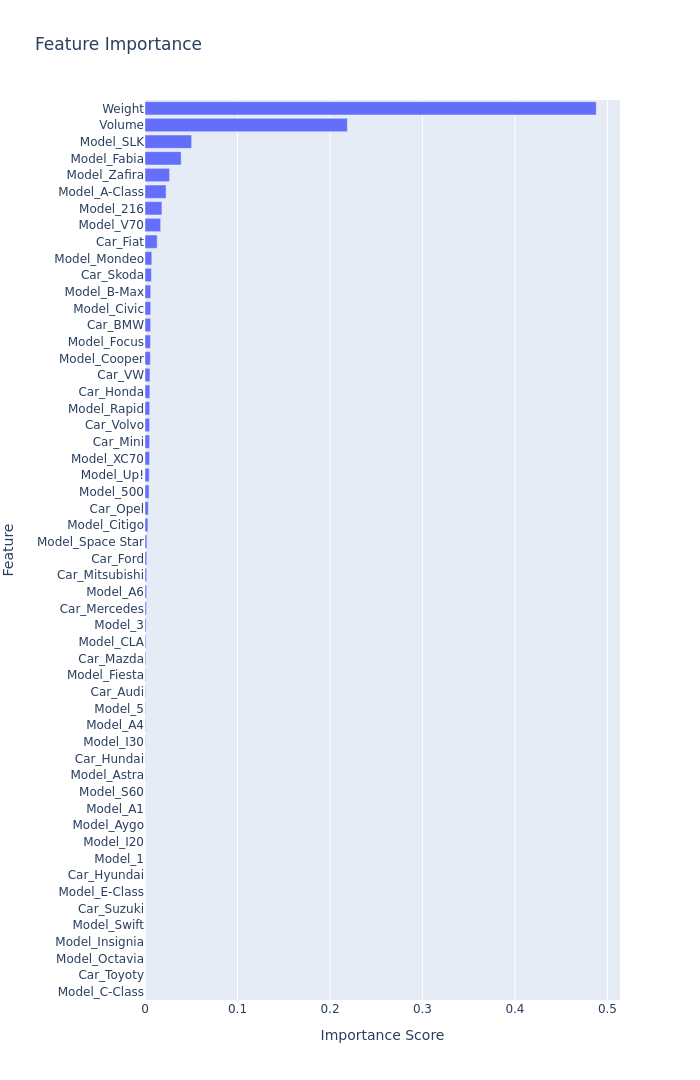 Feature Importance
Weight
Volume
Model_SLK
Model_Fabia
Model_Zafira
Model_A-Class
Model_216
Model_V70
Car_Fiat
Model_Mondeo
Car_Skoda
Model_B-Max
Model_Civic
Car_BMW
Model_Focus
Model_Cooper
Car_VW
Car_Honda
Model_Rapid
Car_Volvo
Car_Mini
Model_XC70
Model_Up!
Model_500
Car_Opel
Model_Citigo
Model_Space Star
Car_Ford
Car_Mitsubishi
Model_A6
Car_Mercedes
Model_3
Model_CLA
Car_Mazda
Model_Fiesta
Car_Audi
Model_5
Model_A4
Model_I30
Car_Hundai
Model_Astra
Model_S60
Model_A1
Model_Aygo
Model_I20
Model_1
Car_Hyundai
Model_E-Class
Car_Suzuki
Model_Swift
Model_Insignia
Model_Octavia
Car_Toyoty
Model_C-Class
Feature
0 0.1 0.2 0.3 0.4 0.5
Importance Score